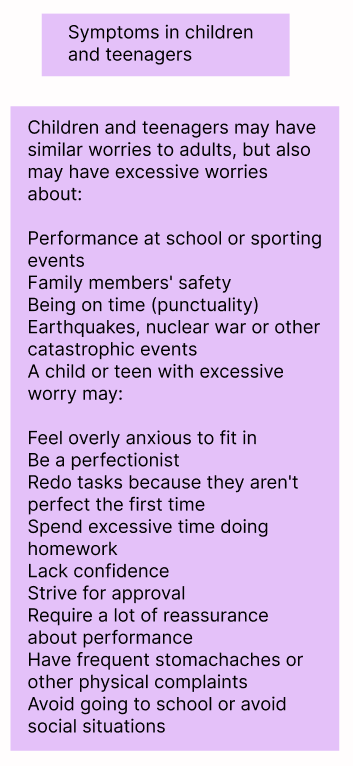 Symptoms in children
and teenagers
Children and teenagers may have
similar worries to adults, but also
may have excessive worries
about:
Performance at school or sporting
events
Family members' safety
Being on time (punctuality)
Earthquakes, nuclear war or other
catastrophic events
A child or teen with excessive
worry may:
Feel overly anxious to fit in
Be a perfectionist
Redo tasks because they aren't
perfect the first time
Spend excessive time doing
homework
Lack confidence
Strive for approval
Require a lot of reassurance
about performance
Have frequent stomachaches or
other physical complaints
Avoid going to school or avoid
social situations